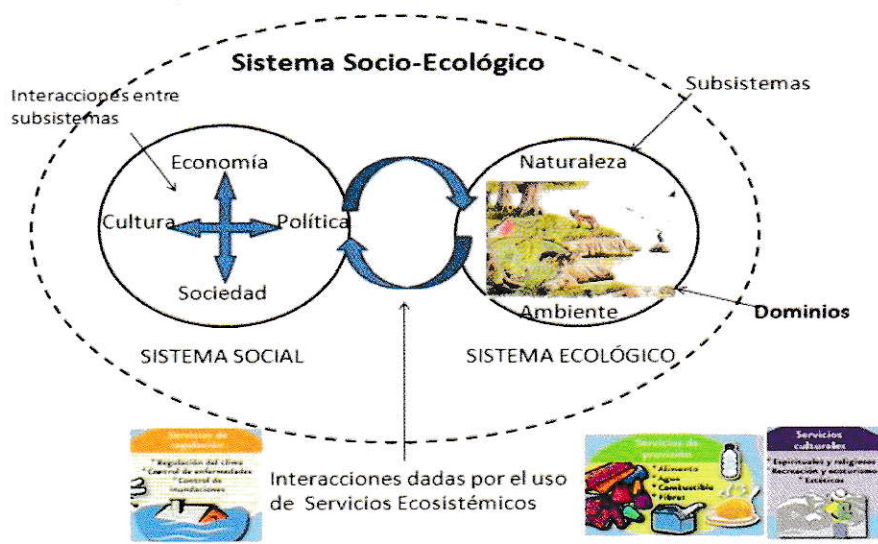 Sistema Socio-Ecológico
Interacciones entre
subsistemas
Subsistemas
Economía
Cultura
Política
Sociedad
Naturaleza
Ambiente
Dominios
SISTEMA SOCIAL
SISTEMA ECOLÓGICO
Servicios de
regulación
* Regulación del clima
* Control de enfermedades
* Control de
inundaciones
Interacciones dadas por el uso
de Servicios Ecosistémicos
Servicios de
provisión
* Alimento
* Agua
* Combustible
* Fibras
Servicios
culturales
* Espirituales y religiosos
* Recreación y ecoturismo
* Estéticos